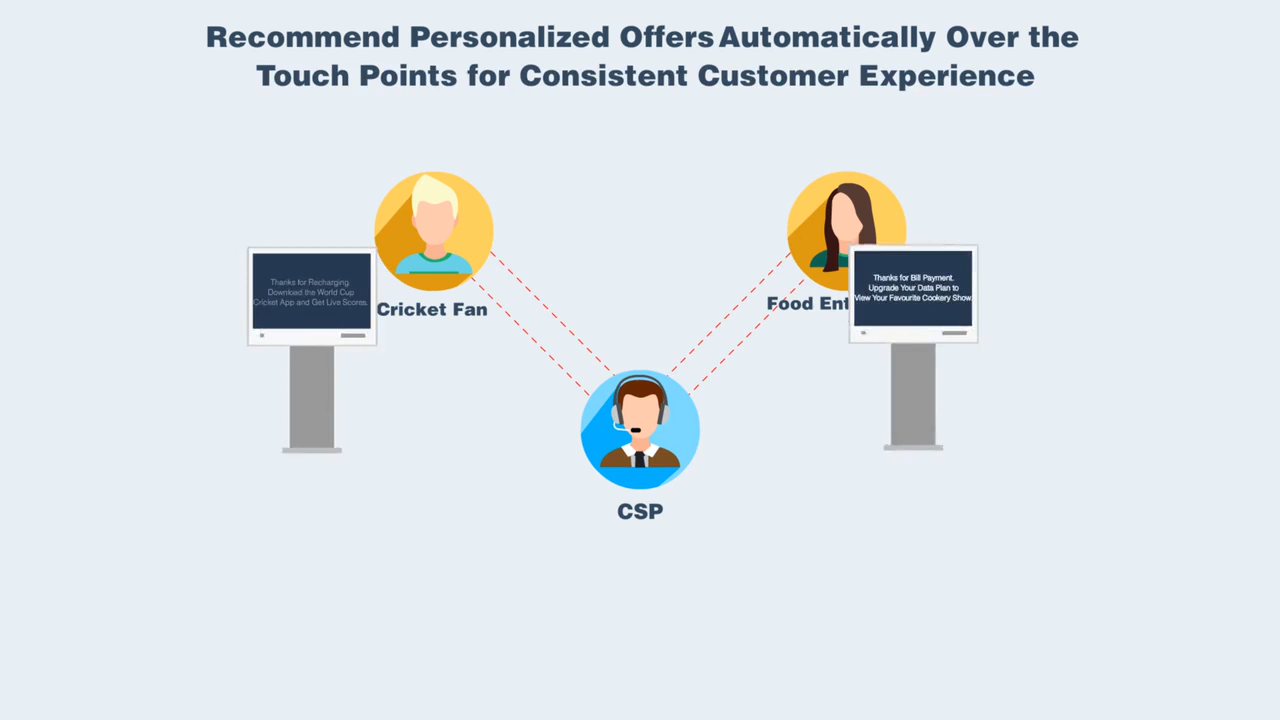 Recommend Personalized Offers Automatically Over the
Touch Points for Consistent Customer Experience
Thanks for Recharging.
Download the World Cup
Cricket App and Get Live Scores.
Thanks for Bill Payment.
Upgrade Your Data Plan to
View Your Favourite Cookery Show.
Cricket Fan
Food Ent
CSP